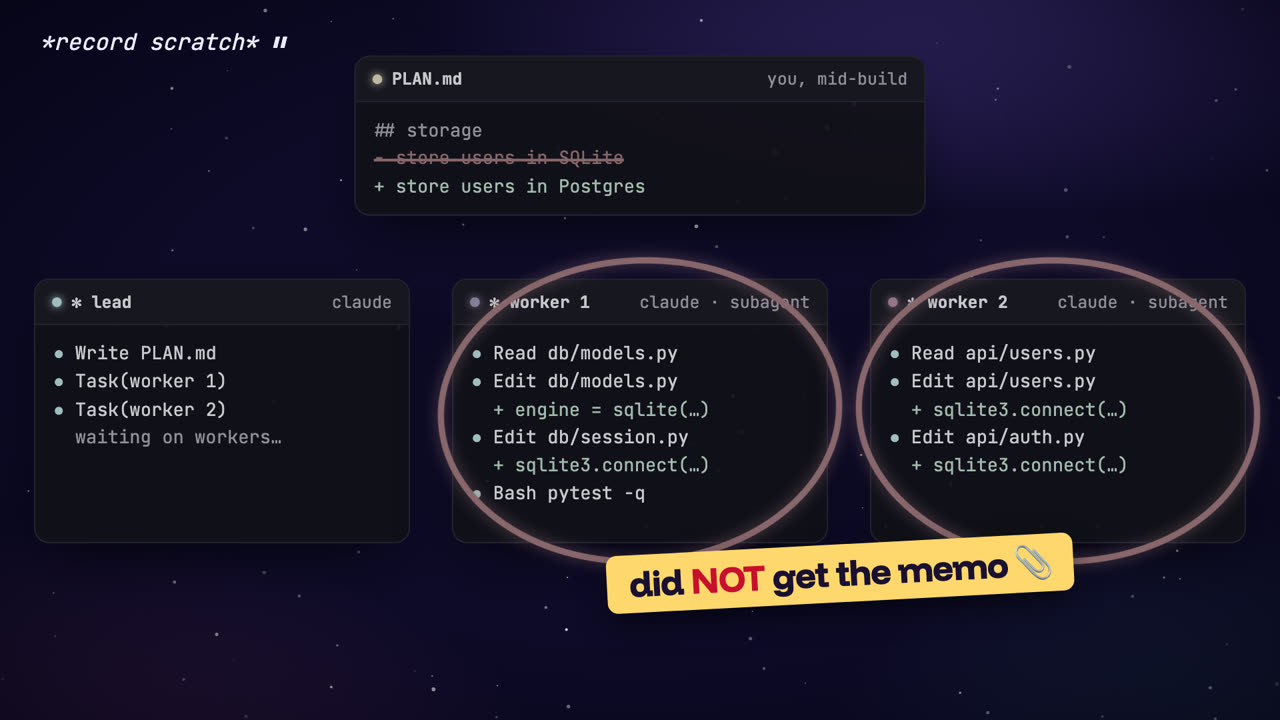 *record scratch* "
PLAN.md you, mid-build
## storage
- store users in SQLite
+ store users in Postgres
* lead claude
Write PLAN.md
Task(worker 1)
Task(worker 2)
waiting on workers…
* worker 1 claude · subagent
Read db/models.py
Edit db/models.py
+ engine = sqlite(…)
Edit db/session.py
+ sqlite3.connect(…)
Bash pytest -q
* worker 2 claude · subagent
Read api/users.py
Edit api/users.py
+ sqlite3.connect(…)
Edit api/auth.py
+ sqlite3.connect(…)
did NOT get the memo 📎